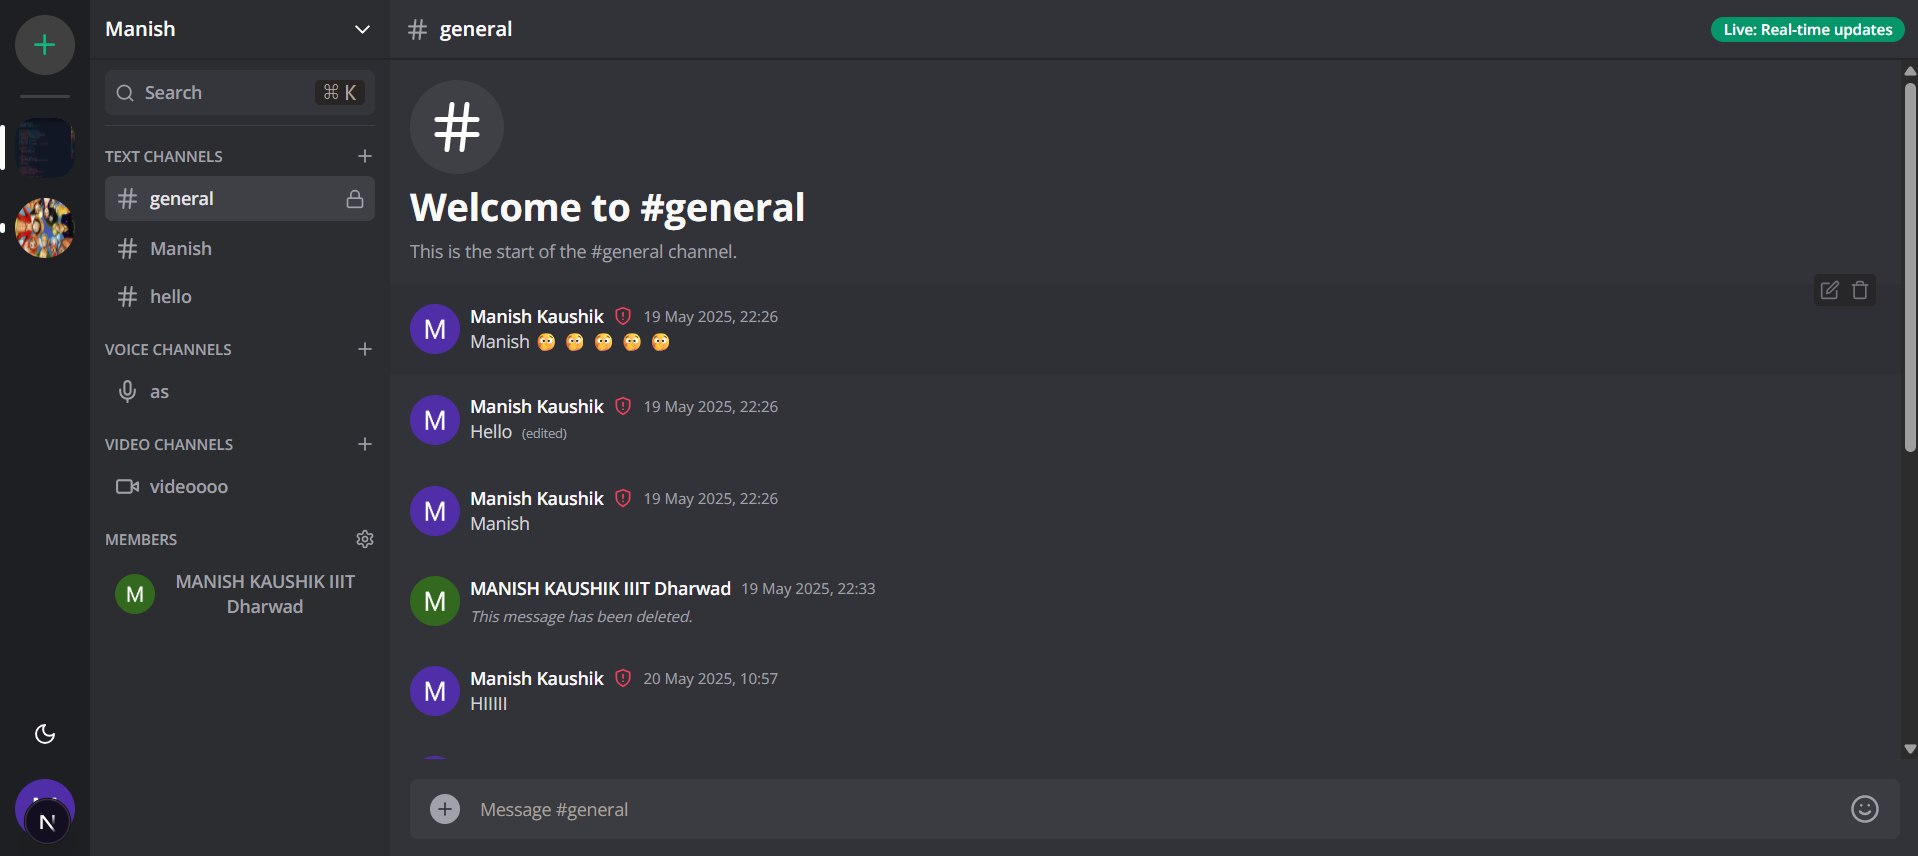 Manish
Search ⌘ K
TEXT CHANNELS
general
Manish
hello
VOICE CHANNELS
as
VIDEO CHANNELS
videoooo
MEMBERS
M MANISH KAUSHIK IIIT
Dharwad
N
# general
Live: Real-time updates
#
Welcome to #general
This is the start of the #general channel.
M
Manish Kaushik 19 May 2025, 22:26
Manish 🫢 🫢 🫢 🫢 🫢
M
Manish Kaushik 19 May 2025, 22:26
Hello (edited)
M
Manish Kaushik 19 May 2025, 22:26
Manish
M
MANISH KAUSHIK IIIT Dharwad 19 May 2025, 22:33
This message has been deleted.
M
Manish Kaushik 20 May 2025, 10:57
HIIIII
Message #general